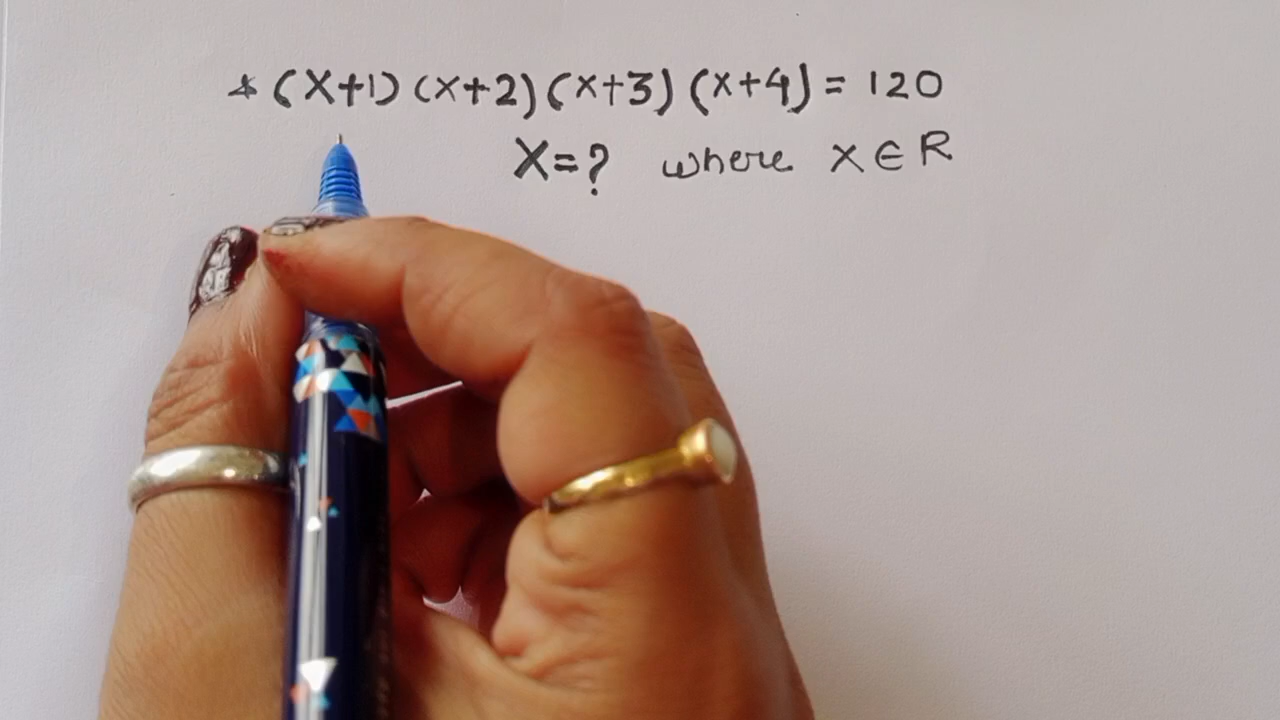 * (X+1) (x+2) (x+3) (x+4) = 120
X=? where x ∈ R